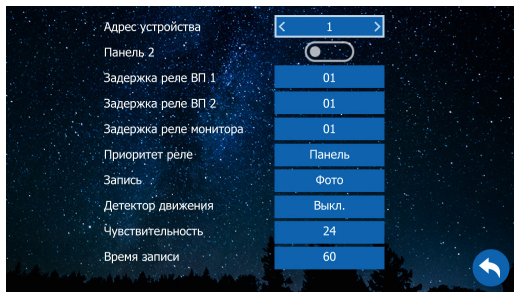 Адрес устройства < 1 >
Панель 2
Задержка реле ВП 1 01
Задержка реле ВП 2 01
Задержка реле монитора 01
Приоритет реле Панель
Запись Фото
Детектор движения Выкл.
Чувствительность 24
Время записи 60